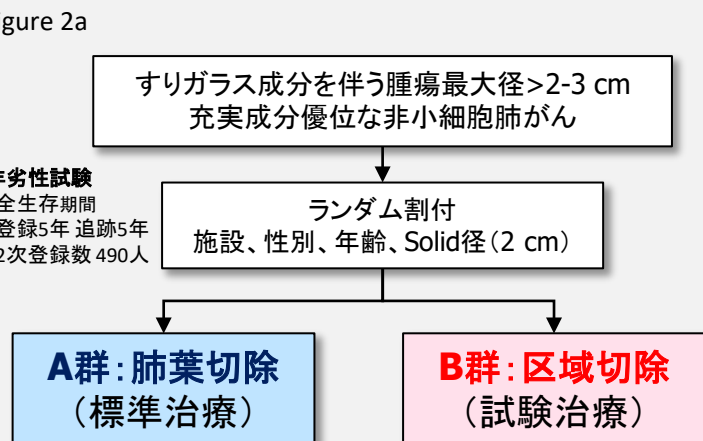 igure 2a
すりガラス成分を伴う腫瘍最大径>2-3 cm
充実成分優位な非小細胞肺がん
劣性試験
全生存期間
登録5年 追跡5年
2次登録数 490人
ランダム割付
施設、性別、年齢、Solid径(2 cm)
A群:肺葉切除
(標準治療)
B群:区域切除
(試験治療)